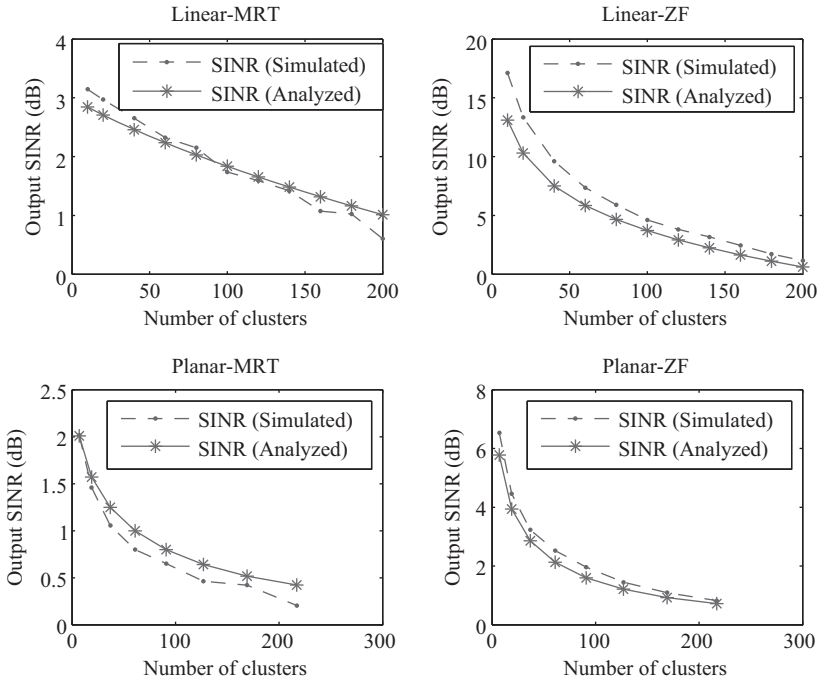 Linear-MRT
4
3
2
1
0
Output SINR (dB)
SINR (Simulated)
SINR (Analyzed)
0 50 100 150 200
Number of clusters
Linear-ZF
20
15
10
5
0
Output SINR (dB)
SINR (Simulated)
SINR (Analyzed)
0 50 100 150 200
Number of clusters
Planar-MRT
2.5
2
1.5
1
0.5
0
Output SINR (dB)
SINR (Simulated)
SINR (Analyzed)
0 100 200 300
Number of clusters
Planar-ZF
8
6
4
2
0
Output SINR (dB)
SINR (Simulated)
SINR (Analyzed)
0 100 200 300
Number of clusters